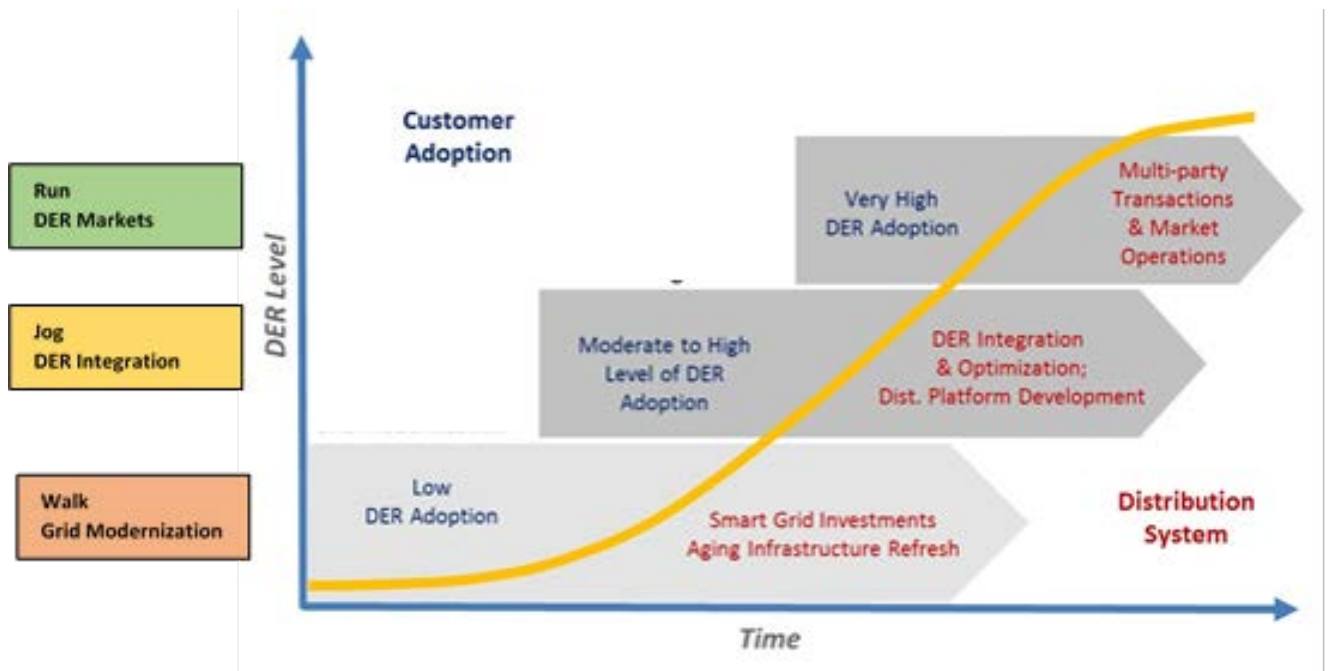 Customer
Adoption
Run
DER Markets
Very High
DER Adoption
Multi-party
Transactions
& Market
Operations
DER Level
Jog
DER Integration
Moderate to High
Level of DER
Adoption
DER Integration
& Optimization;
Dist. Platform Development
Walk
Grid Modernization
Low
DER Adoption
Smart Grid Investments
Aging Infrastructure Refresh
Distribution
System
Time